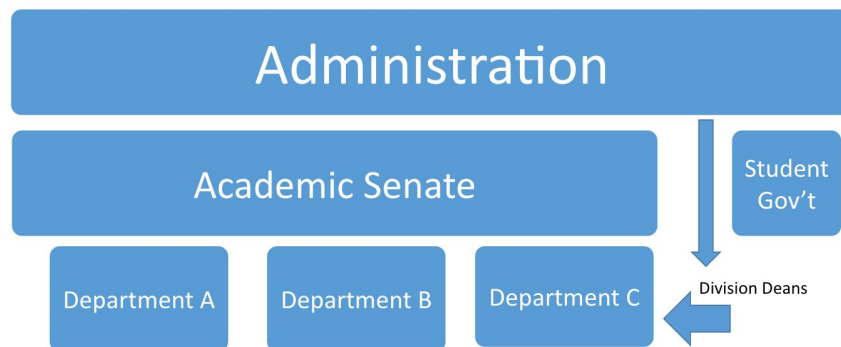 Administration
Academic Senate
Student
Gov’t
Department A
Department B
Department C
Division Deans